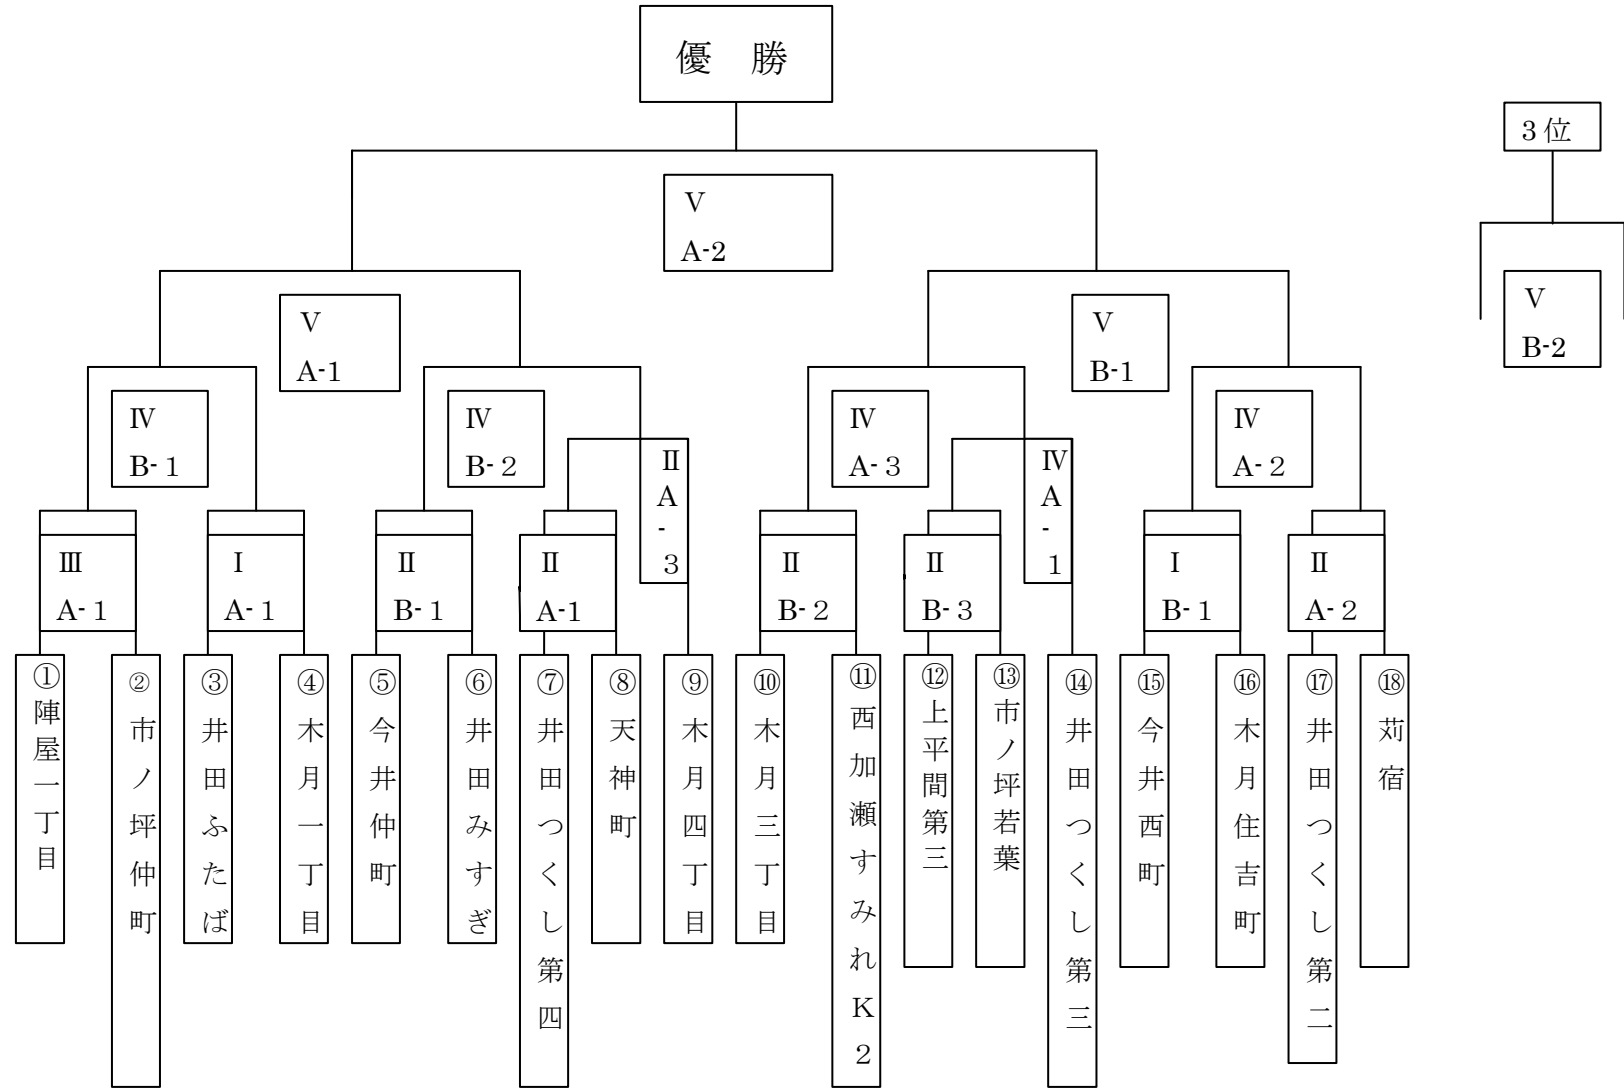 優　勝
3位
Ⅴ
A-2
Ⅴ
A-1
Ⅴ
B-1
Ⅴ
B-2
Ⅳ
B-1
Ⅳ
B-2
Ⅳ
A-3
Ⅳ
A-2
ⅡA-3
ⅣA-1
Ⅲ
A-1
Ⅰ
A-1
Ⅱ
B-1
Ⅱ
A-1
Ⅱ
B-2
Ⅱ
B-3
Ⅰ
B-1
Ⅱ
A-2
①陣屋一丁目
②市ノ坪仲町
③井田ふたば
④木月一丁目
⑤今井仲町
⑥井田みすぎ
⑦井田つくし第四
⑧天神町
⑨木月四丁目
⑩木月三丁目
⑪西加瀬すみれK2
⑫上平間第三
⑬市ノ坪若葉
⑭井田つくし第三
⑮今井西町
⑯木月住吉町
⑰井田つくし第二
⑱苅宿